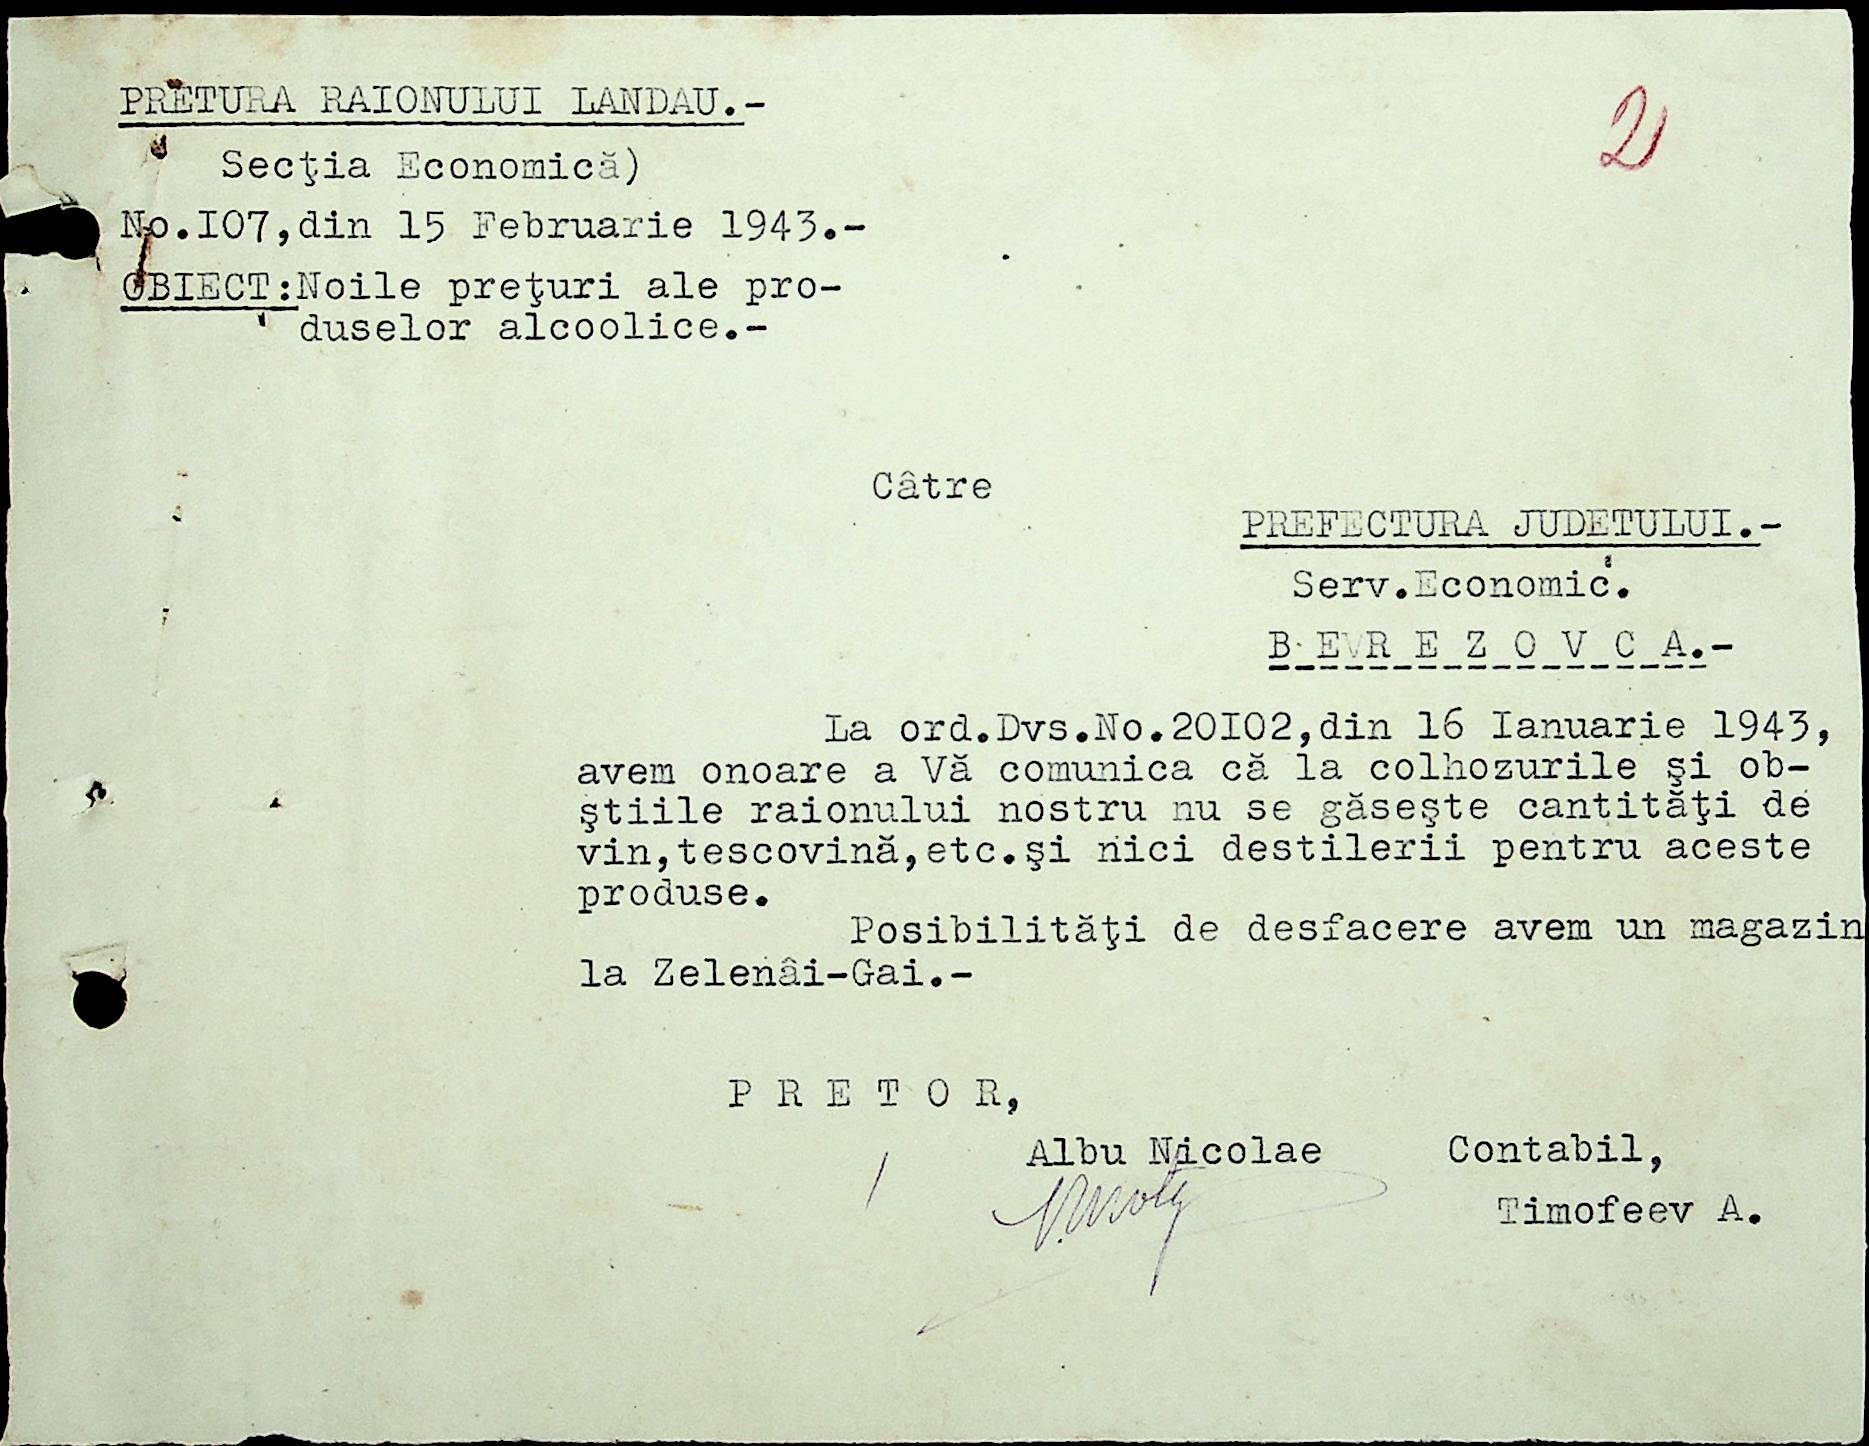 2
PRETURA RAIONULUI LANDAU.-
Secţia Economică)
No.I07,din 15 Februarie 1943.-
OBIECT:Noile preţuri ale pro-
duselor alcoolice.-
Câtre
PREFECTURA JUDETULUI.-
Serv.Economic.
B E R E Z O V C A.-
La ord.Dvs.No.20I02,din 16 Ianuarie 1943,
avem onoare a Vă comunica că la colhozurile şi ob-
ştiile raionului nostru nu se găseşte cantităţi de
vin,tescovină,etc.şi nici destilerii pentru aceste
produse.
Posibilităţi de desfacere avem un magazin
la Zelenâi-Gai.-
P R E T O R,
Albu Nicolae
Contabil,
Timofeev A.